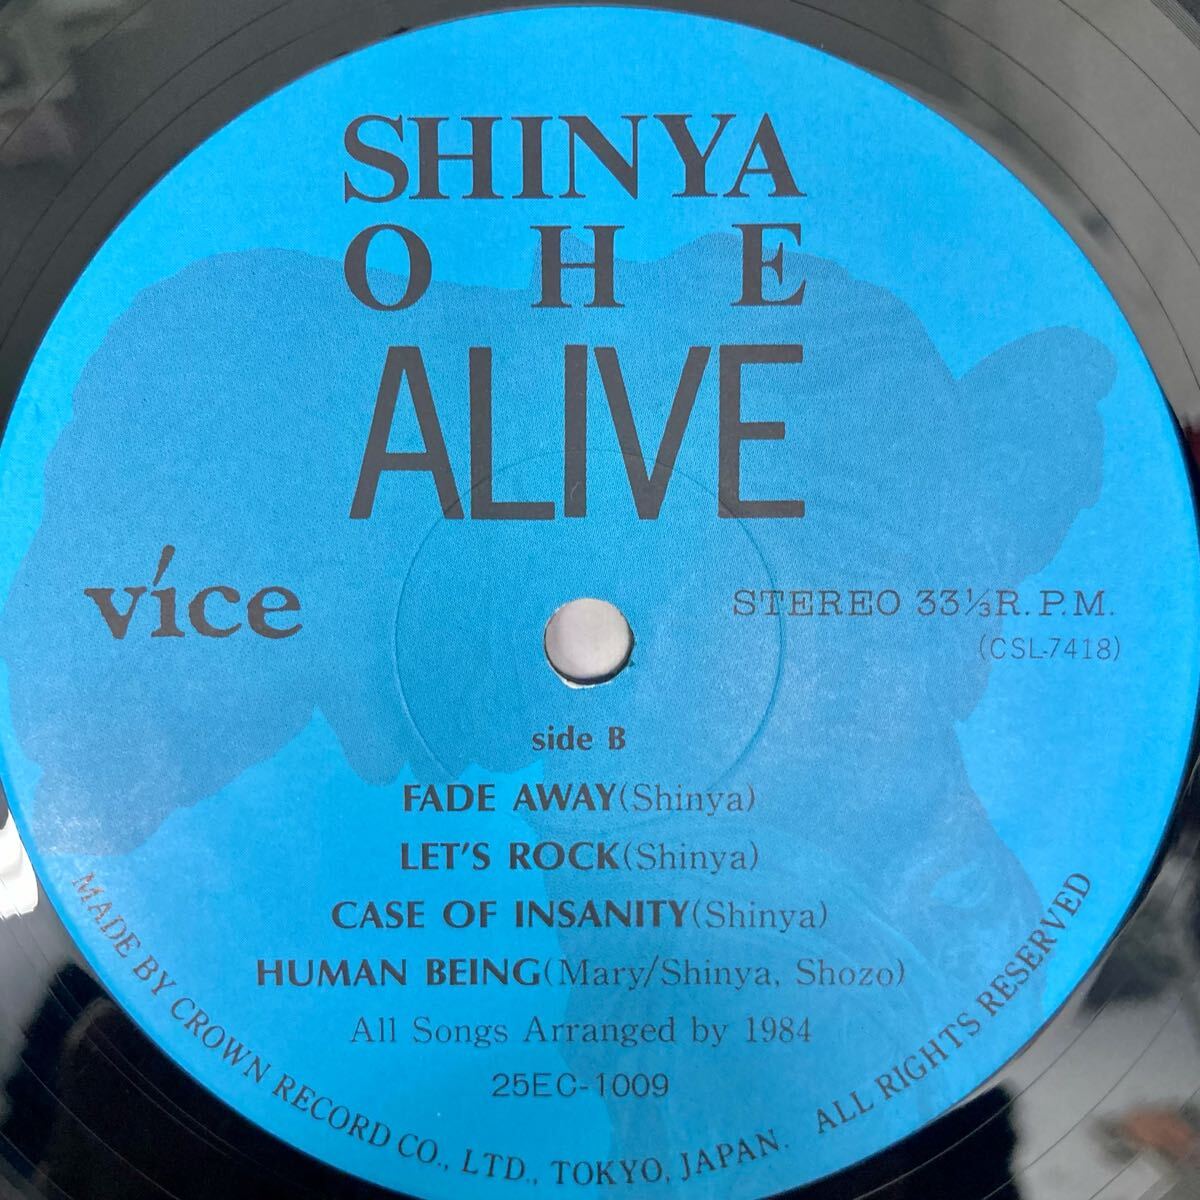 SHINYA
OHE
ALIVE
vice
STEREO 33⅓ R.P.M.
(CSL-7418)
side B
FADE AWAY(Shinya)
LET'S ROCK(Shinya)
CASE OF INSANITY(Shinya)
HUMAN BEING(Mary/Shinya, Shozo)
All Songs Arranged by 1984
25EC-1009
MADE BY CROWN RECORD CO., LTD., TOKYO, JAPAN. ALL RIGHTS RESERVED